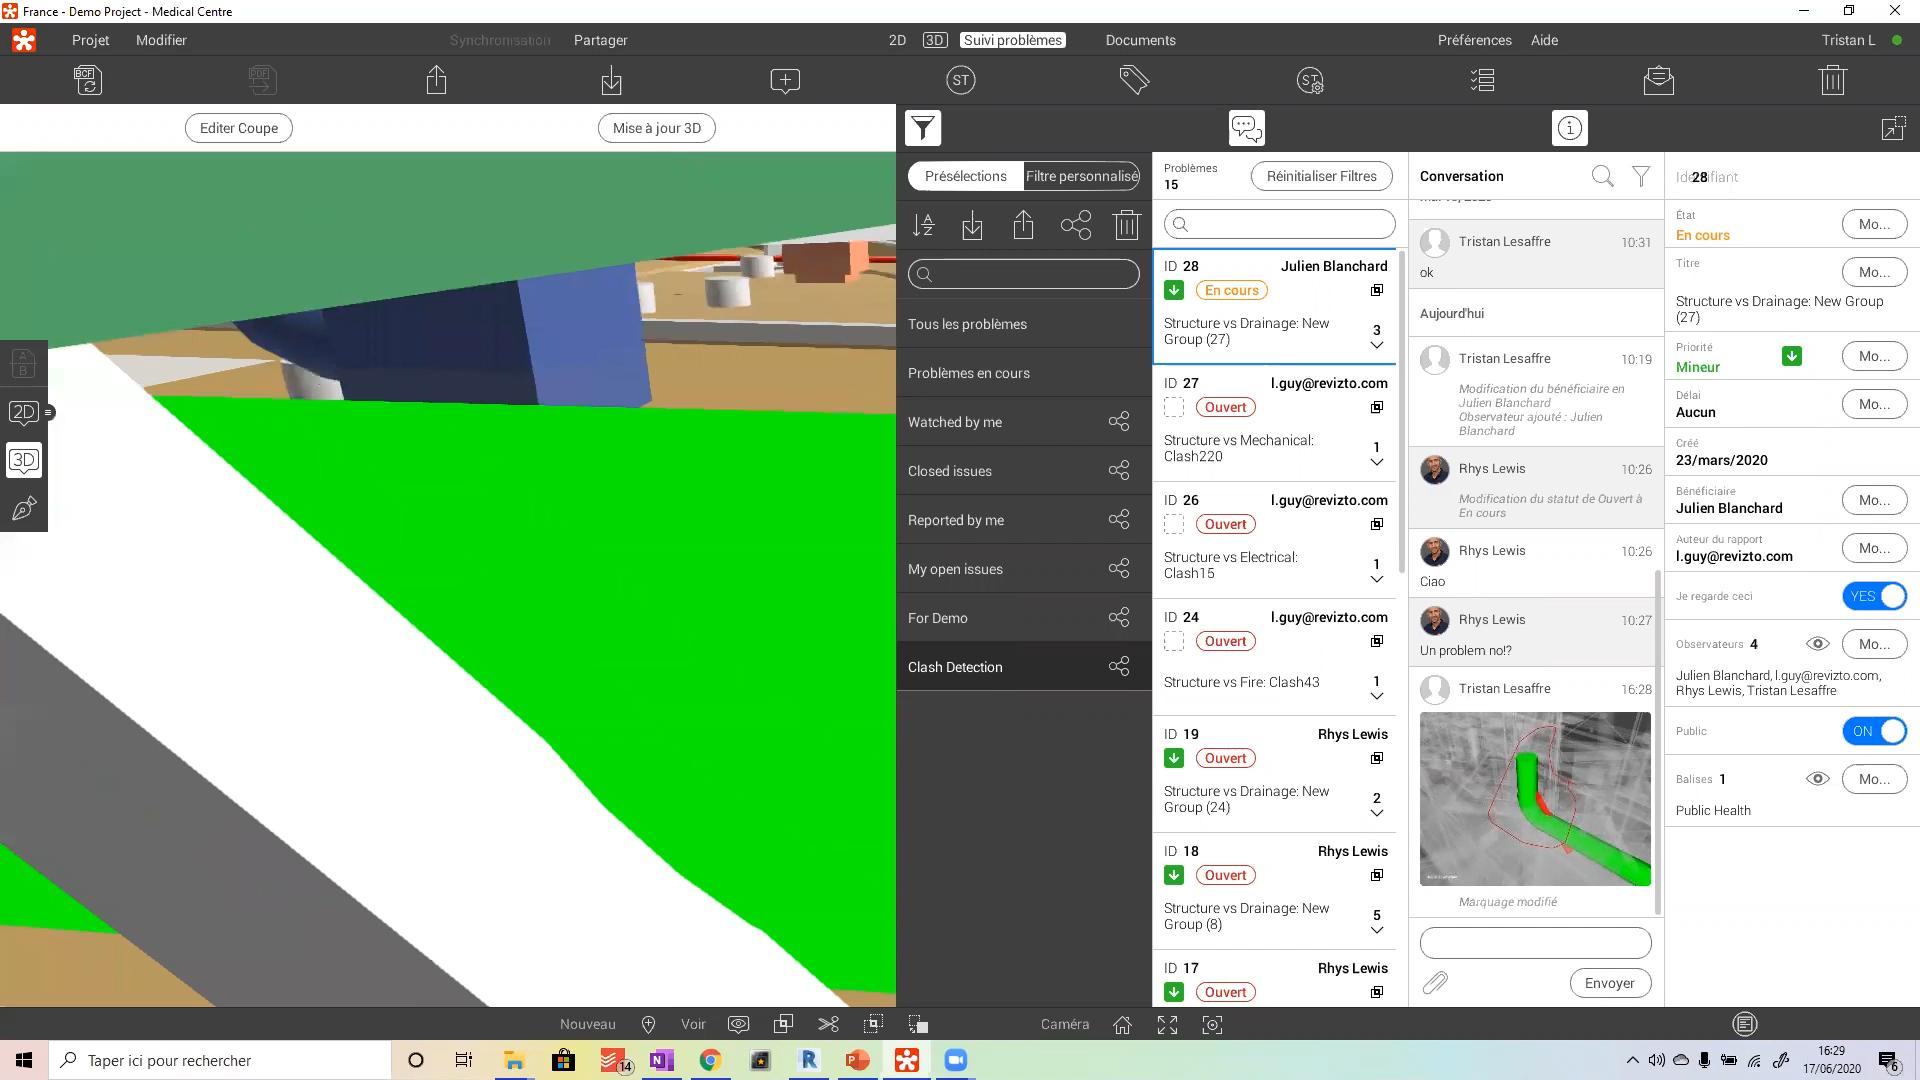 France - Demo Project - Medical Centre
Projet
Modifier
Synchronisation
Partager
2D
3D
Suivi problèmes
Documents
Préférences
Aide
Tristan L
BCF
PDF
ST
ST
Editer Coupe
Mise à jour 3D
A
B
2D
3D
Présélections
Filtre personnalisé
A
Z
Tous les problèmes
Problèmes en cours
Watched by me
Closed issues
Reported by me
My open issues
For Demo
Clash Detection
Problèmes
15
Réinitialiser Filtres
ID 28
Julien Blanchard
En cours
Structure vs Drainage: New
Group (27)
3
ID 27
l.guy@revizto.com
Ouvert
Structure vs Mechanical:
Clash220
1
ID 26
l.guy@revizto.com
Ouvert
Structure vs Electrical:
Clash15
1
ID 24
l.guy@revizto.com
Ouvert
Structure vs Fire: Clash43
1
ID 19
Rhys Lewis
Ouvert
Structure vs Drainage: New
Group (24)
2
ID 18
Rhys Lewis
Ouvert
Structure vs Drainage: New
Group (8)
5
ID 17
Rhys Lewis
Ouvert
Conversation
Tristan Lesaffre
10:31
ok
Aujourd'hui
Tristan Lesaffre
10:19
Modification du bénéficiaire en
Julien Blanchard
Observateur ajouté : Julien
Blanchard
Rhys Lewis
10:26
Modification du statut de Ouvert à
En cours
Rhys Lewis
10:26
Ciao
Rhys Lewis
10:27
Un problem no!?
Tristan Lesaffre
16:28
Marquage modifié
Envoyer
Identifiant
28
État
En cours
Mo...
Titre
Mo...
Structure vs Drainage: New Group
(27)
Priorité
Mineur
Mo...
Délai
Aucun
Mo...
Créé
23/mars/2020
Bénéficiaire
Julien Blanchard
Mo...
Auteur du rapport
l.guy@revizto.com
Mo...
Je regarde ceci
YES
Observateurs 4
Mo...
Julien Blanchard, l.guy@revizto.com,
Rhys Lewis, Tristan Lesaffre
Public
ON
Balises 1
Mo...
Public Health
Nouveau
Voir
Caméra
Taper ici pour rechercher
14
N
R
P
16:29
17/06/2020
6